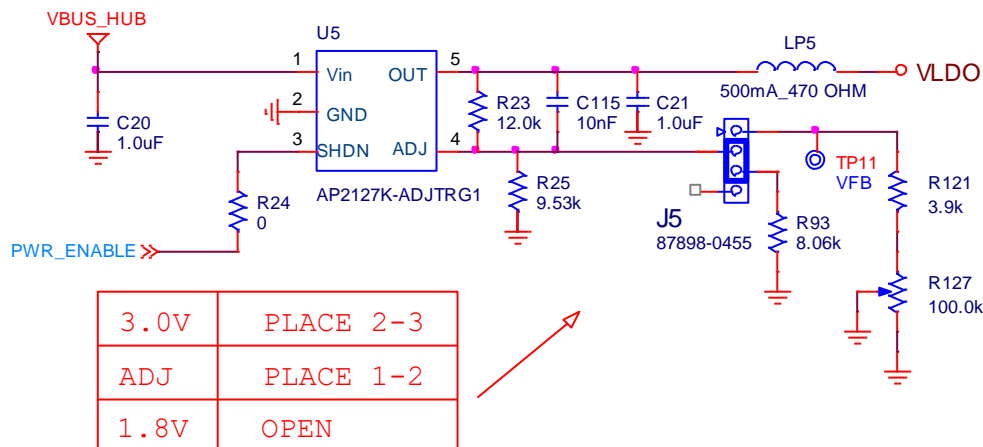 VBUS_HUB
U5
1
Vin
OUT
5
2
GND
3
SHDN
ADJ
4
AP2127K-ADJTRG1
C20
1.0uF
R24
0
PWR_ENABLE
R23
12.0k
C115
10nF
C21
1.0uF
LP5
500mA_470 OHM
VLDO
R25
9.53k
J5
87898-0455
TP11
VFB
R93
8.06k
R121
3.9k
R127
100.0k
3.0V PLACE 2-3
ADJ PLACE 1-2
1.8V OPEN